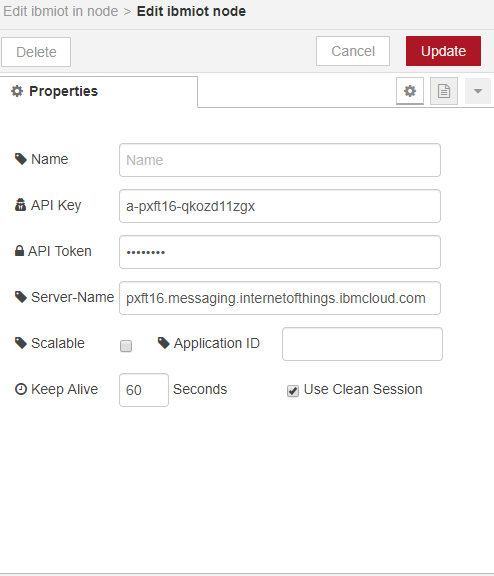 Edit ibmiot in node > Edit ibmiot node
Delete Cancel Update
Properties
Name Name
API Key a-pxft16-qkozd11zgx
API Token ••••••••
Server-Name pxft16.messaging.internetofthings.ibmcloud.com
Scalable Application ID
Keep Alive 60 Seconds Use Clean Session